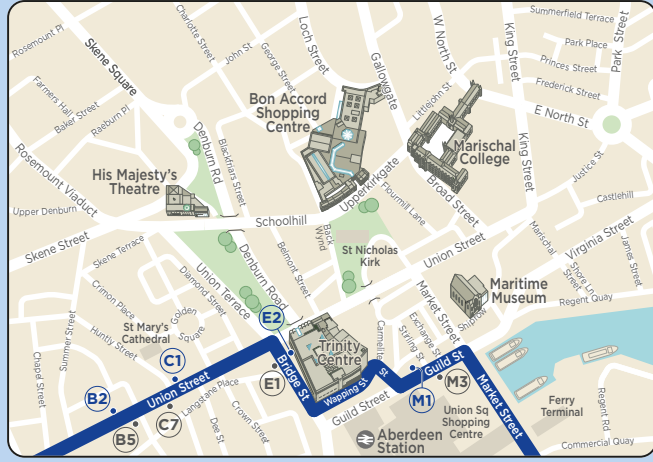 Rosemount Pl
Skene Square
Charlotte Street
John St
George Street
Loch Street
Gallowgate
W North St
King Street
Summerfield Terrace
Park Place
Park Street
Princes Street
Frederick Street
Littlejohn St
E North St
Farmers Hall
Baker Street
Raeburn Pl
Bon Accord
Shopping
Centre
Marischal
College
Denburn Rd
Blackfriars Street
King Street
Justice St
Rosemount Viaduct
His Majesty's
Theatre
Upperkirkgate
Flourmill Lane
Broad Street
Castlehill
Upper Denburn
Schoolhill
Back
Wynd
St Nicholas
Kirk
Union Street
Marischal
Street
Virginia Street
Shore Ln
James Street
Skene Street
Skene Terrace
Belmont Street
Denburn Road
Union Terrace
Diamond Street
Crimon Place
Golden
Square
Huntly Street
St Mary's
Cathedral
Summer Street
Chapel Street
Maritime
Museum
Regent Quay
Market Street
Shiprow
Exchange St
Stirling St
Carmelite
St
E2
Trinity
Centre
Bridge St
Wapping St
Guild St
Guild Street
C1
B2
Union Street
E1
M1
M3
Market Street
Langstane Place
C7
B5
Dee St
Crown Street
Union Sq
Shopping
Centre
Aberdeen
Station
Ferry
Terminal
Regent Rd
Commercial Quay